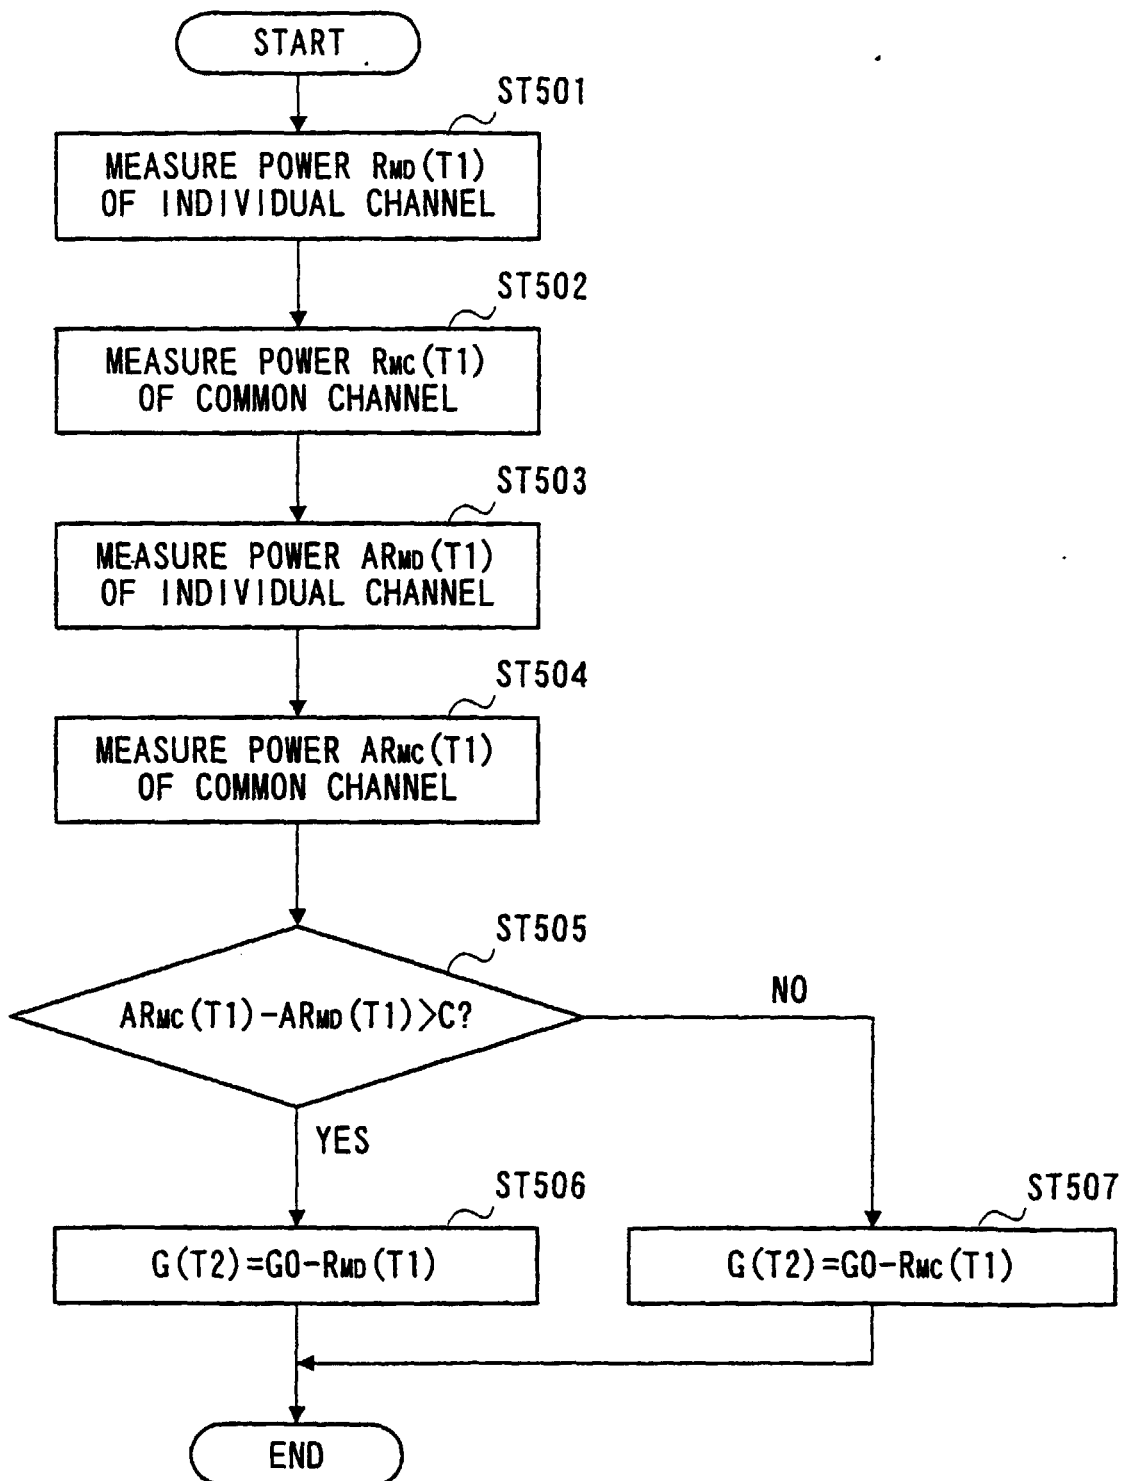 START
ST501
MEASURE POWER RMD(T1)
OF INDIVIDUAL CHANNEL
ST502
MEASURE POWER RMC(T1)
OF COMMON CHANNEL
ST503
MEASURE POWER ARMD(T1)
OF INDIVIDUAL CHANNEL
ST504
MEASURE POWER ARMC(T1)
OF COMMON CHANNEL
ST505
ARMC(T1)-ARMD(T1)>C?
NO
YES
ST506
G(T2)=G0-RMD(T1)
ST507
G(T2)=G0-RMC(T1)
END